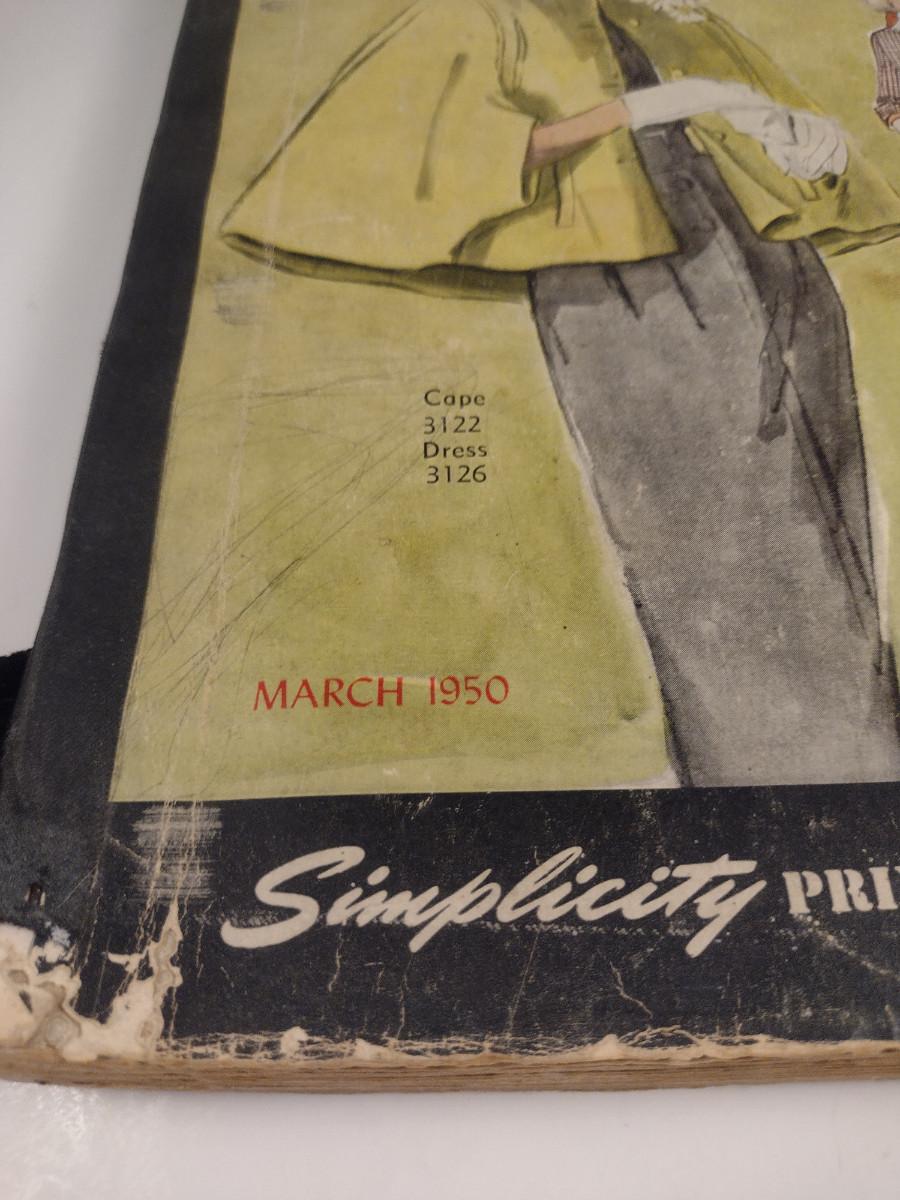 Cape
3122
Dress
3126
MARCH 1950
Simplicity